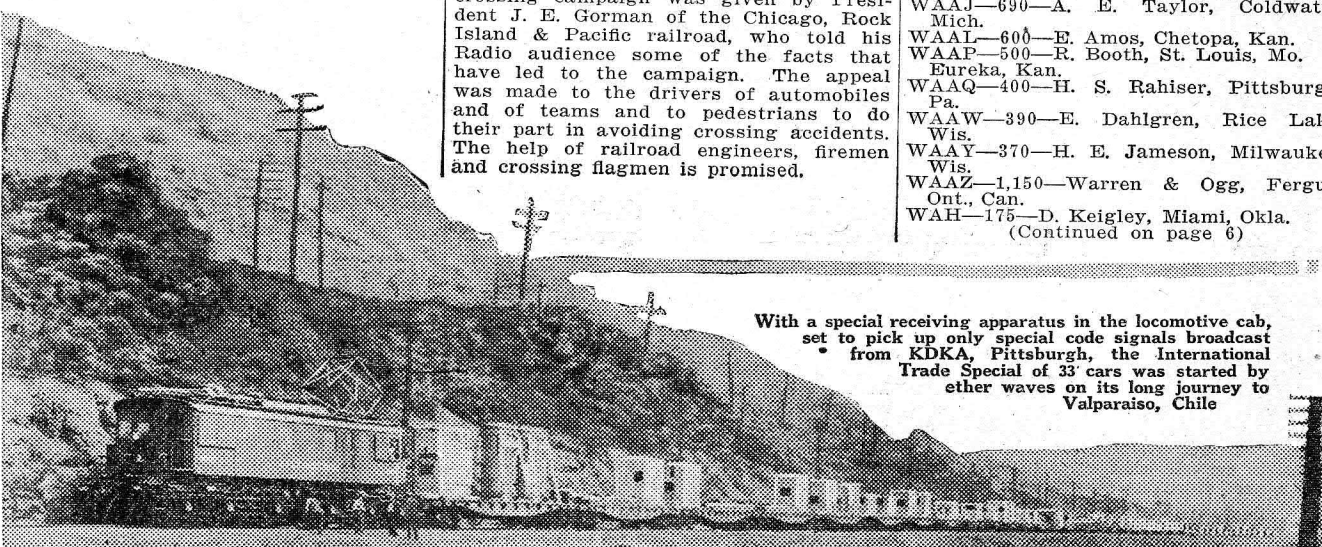 crossing campaign was given by Presi-
dent J. E. Gorman of the Chicago, Rock
Island & Pacific railroad, who told his
Radio audience some of the facts that
have led to the campaign. The appeal
was made to the drivers of automobiles
and of teams and to pedestrians to do
their part in avoiding crossing accidents.
The help of railroad engineers, firemen
and crossing flagmen is promised.
WAAJ—690—A. E. Taylor, Coldwat
Mich.
WAAL—600—E. Amos, Chetopa, Kan.
WAAP—500—R. Booth, St. Louis, Mo.
Eureka, Kan.
WAAQ—400—H. S. Rahiser, Pittsburg
Pa.
WAAW—390—E. Dahlgren, Rice Lak
Wis.
WAAY—370—H. E. Jameson, Milwauke
Wis.
WAAZ—1,150—Warren & Ogg, Fergu
Ont., Can.
WAH—175—D. Keigley, Miami, Okla.
(Continued on page 6)
With a special receiving apparatus in the locomotive cab,
set to pick up only special code signals broadcast
from KDKA, Pittsburgh, the International
Trade Special of 33 cars was started by
ether waves on its long journey to
Valparaiso, Chile